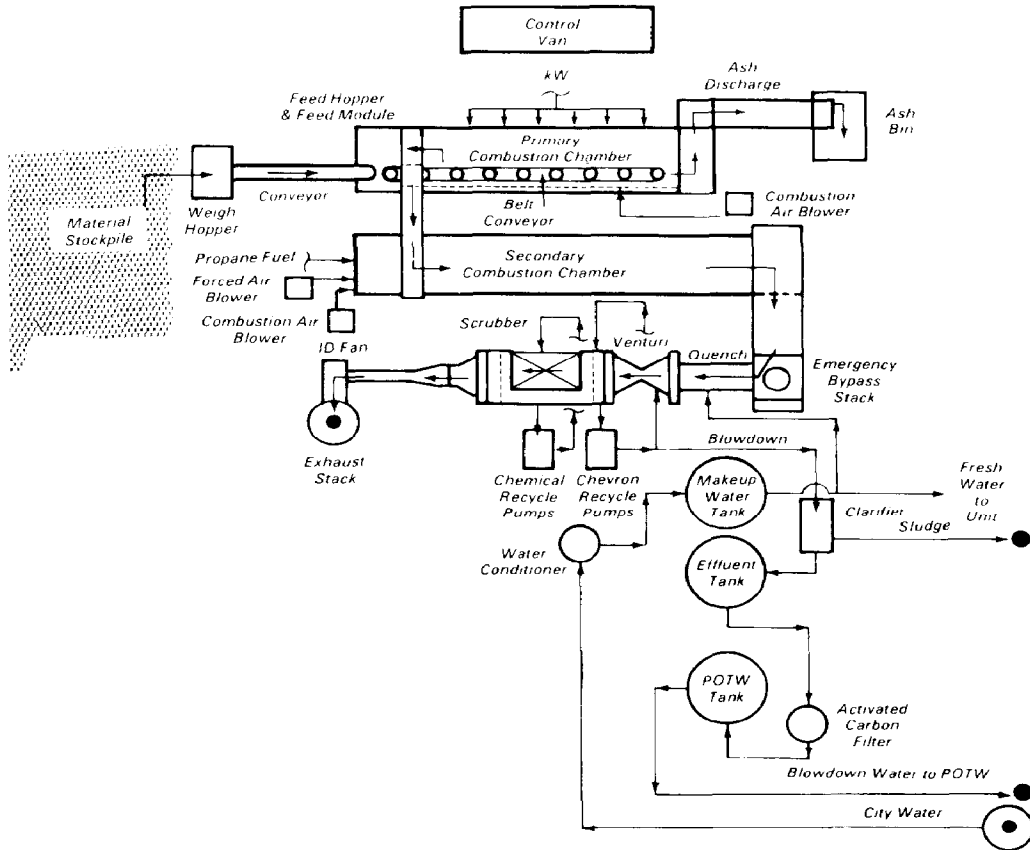 Control
Van
kW
Ash
Discharge
Feed Hopper
& Feed Module
Ash
Bin
Primary
Combustion Chamber
Conveyor
Belt
Conveyor
Combustion
Air Blower
Weigh
Hopper
Material
Stockpile
Propane Fuel
Forced Air
Blower
Secondary
Combustion Chamber
Combustion Air
Blower
Scrubber
Venturi
Quench
Emergency
Bypass
Stack
ID Fan
Exhaust
Stack
Blowdown
Chemical
Recycle
Pumps
Chevron
Recycle
Pumps
Makeup
Water
Tank
Fresh
Water
to
Unit
Clarifier
Sludge
Water
Conditioner
Effluent
Tank
POTW
Tank
Activated
Carbon
Filter
Blowdown Water to POTW
City Water